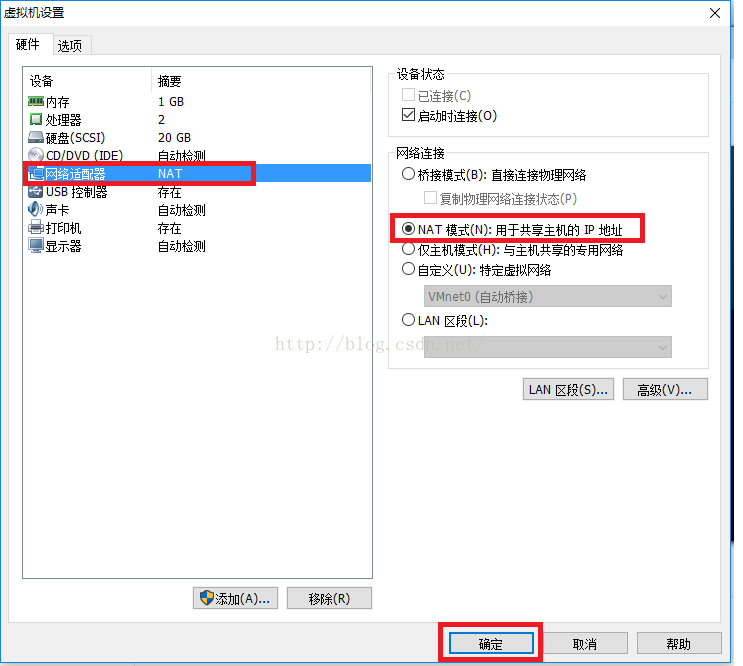 虚拟机设置
硬件 选项
设备 摘要
内存 1 GB
处理器 2
硬盘(SCSI) 20 GB
CD/DVD (IDE) 自动检测
网络适配器 NAT
USB 控制器 存在
声卡 自动检测
打印机 存在
显示器 自动检测
添加(A)... 移除(R)
设备状态
已连接(C)
启动时连接(O)
网络连接
桥接模式(B): 直接连接物理网络
复制物理网络连接状态(P)
NAT 模式(N): 用于共享主机的 IP 地址
仅主机模式(H): 与主机共享的专用网络
自定义(U): 特定虚拟网络
VMnet0 (自动桥接)
LAN 区段(L):
http://blog.csdn.net/
LAN 区段(S)... 高级(V)...
确定 取消 帮助